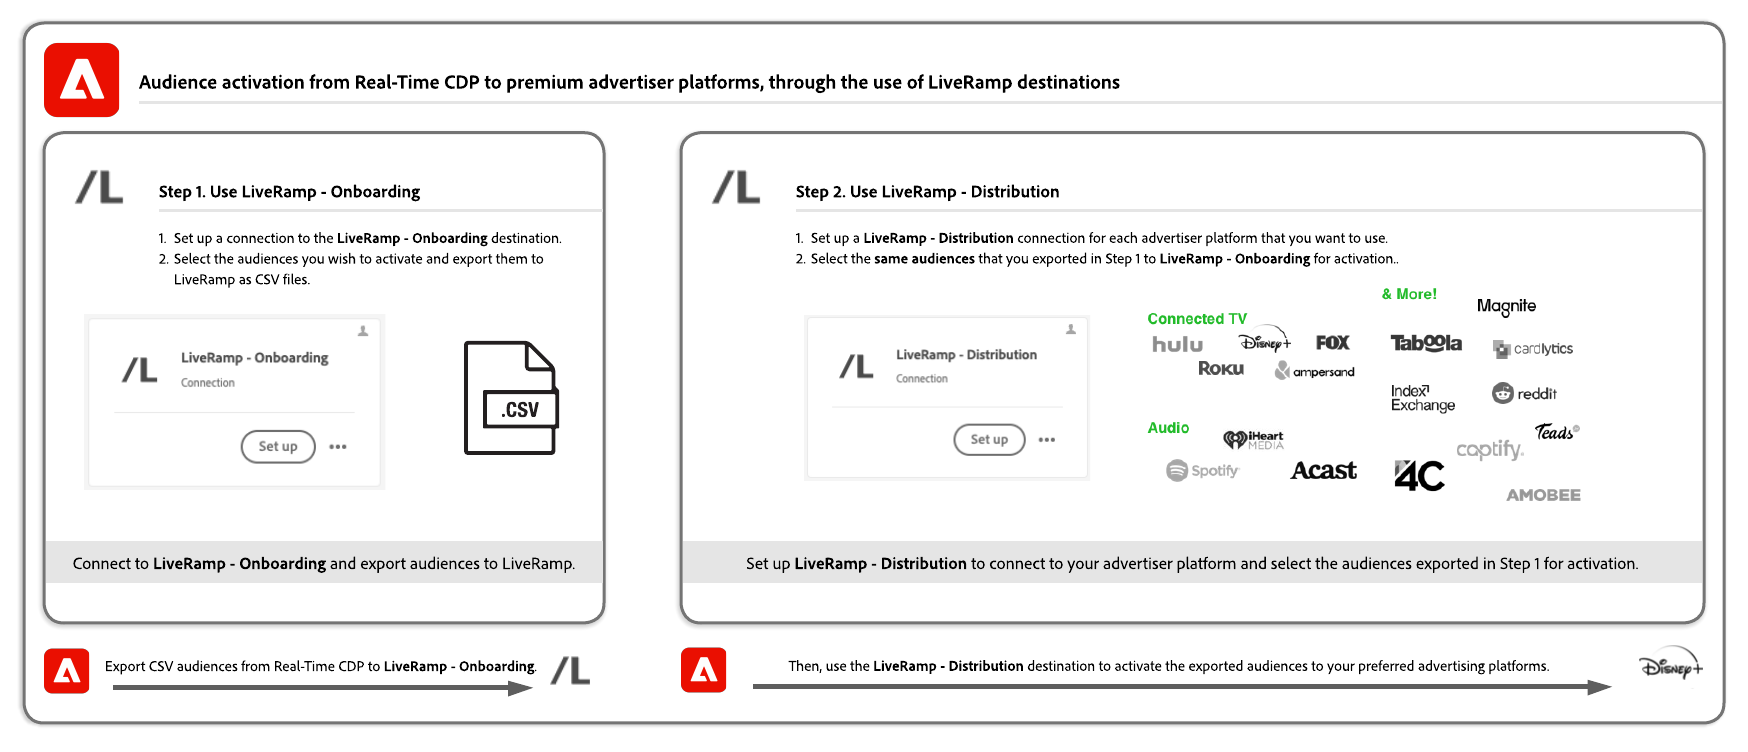 Audience activation from Real-Time CDP to premium advertiser platforms, through the use of LiveRamp destinations
/L
Step 1. Use LiveRamp - Onboarding
1. Set up a connection to the LiveRamp - Onboarding destination.
2. Select the audiences you wish to activate and export them to
LiveRamp as CSV files.
/L
LiveRamp - Onboarding
Connection
Set up
.CSV
Connect to LiveRamp - Onboarding and export audiences to LiveRamp.
/L
Step 2. Use LiveRamp - Distribution
1. Set up a LiveRamp - Distribution connection for each advertiser platform that you want to use.
2. Select the same audiences that you exported in Step 1 to LiveRamp - Onboarding for activation..
/L
LiveRamp - Distribution
Connection
Set up
Connected TV
hulu
Disney+
FOX
Roku
ampersand
Audio
iHeart
MEDIA
Spotify
Acast
& More!
Magnite
Taboola
cardlytics
Index
Exchange
reddit
Teads
captify
4C
AMOBEE
Set up LiveRamp - Distribution to connect to your advertiser platform and select the audiences exported in Step 1 for activation.
Export CSV audiences from Real-Time CDP to LiveRamp - Onboarding.
/L
Then, use the LiveRamp - Distribution destination to activate the exported audiences to your preferred advertising platforms.
Disney+